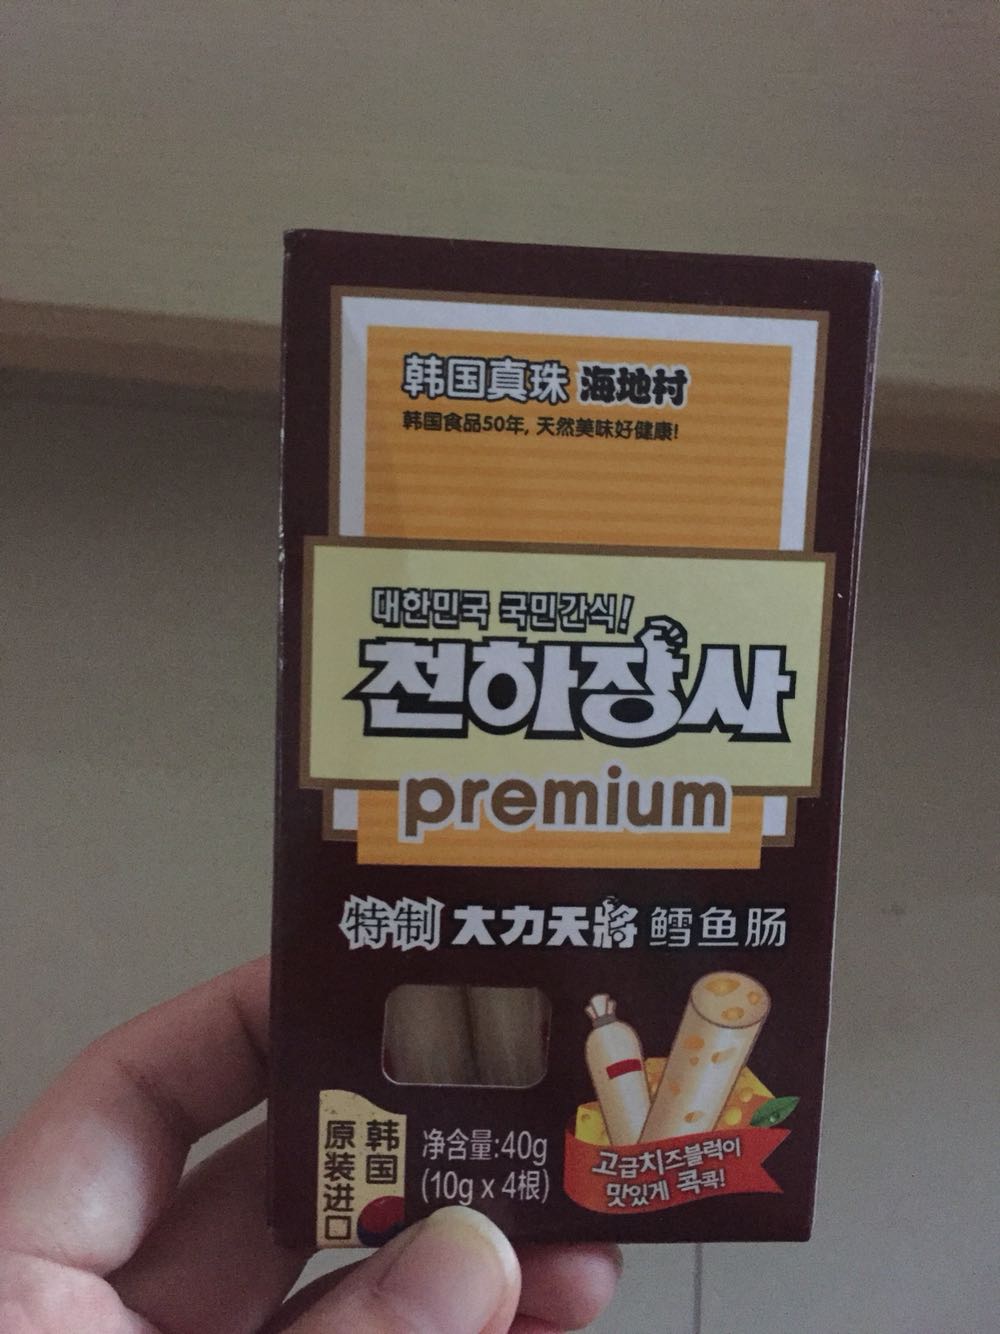 韩国真珠 海地村
韩国食品50年, 天然美味好健康!
대한민국 국민간식!
천하장사
premium
特制 大力天將 鳕鱼肠
韩国
原装进口
净含量:40g
(10g x 4根)
고급치즈블럭이
맛있게 콕콕!